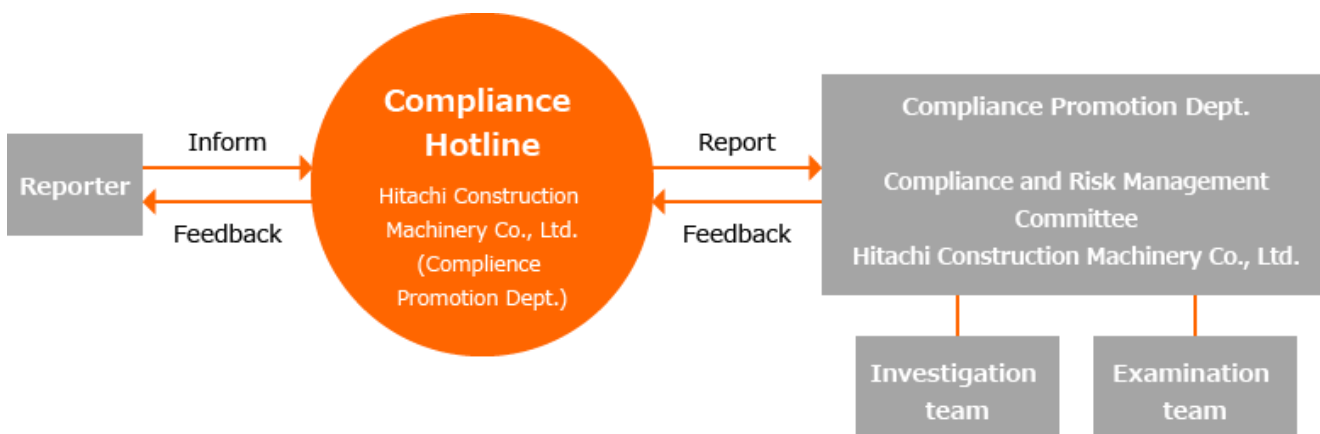 Reporter
Inform
Feedback
Compliance
Hotline
Hitachi Construction
Machinery Co., Ltd.
(Complience
Promotion Dept.)
Report
Feedback
Compliance Promotion Dept.
Compliance and Risk Management
Committee
Hitachi Construction Machinery Co., Ltd.
Investigation
team
Examination
team